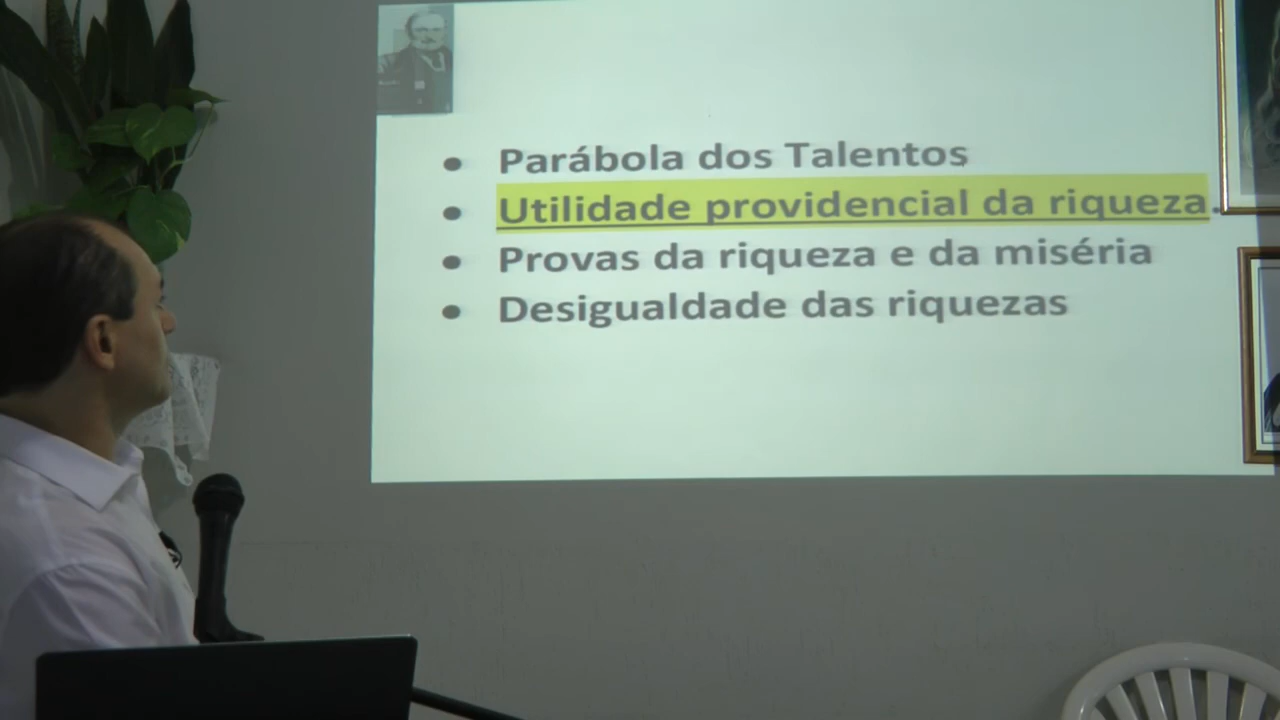 • Parábola dos Talentos
• Utilidade providencial da riqueza.
• Provas da riqueza e da miséria
• Desigualdade das riquezas